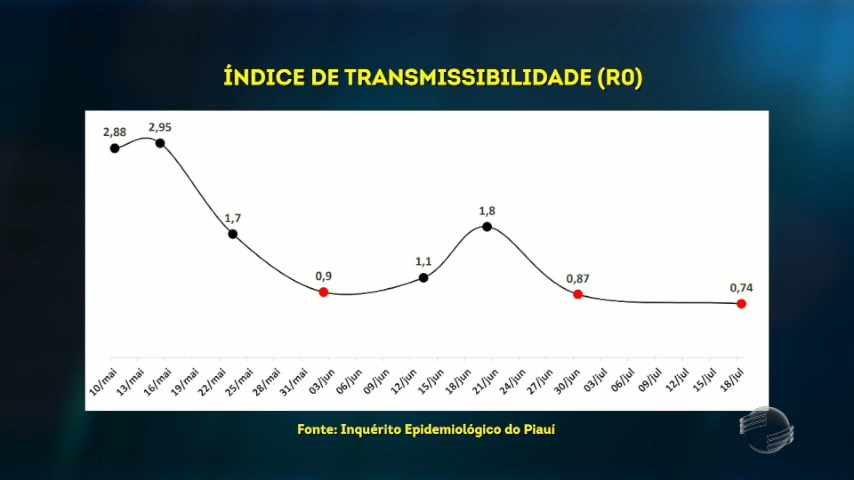 ÍNDICE DE TRANSMISSIBILIDADE (R0)
2,88
2,95
1,7
0,9
1,1
1,8
0,87
0,74
10/mai
13/mai
16/mai
19/mai
22/mai
25/mai
28/mai
31/mai
03/jun
06/jun
09/jun
12/jun
15/jun
18/jun
21/jun
24/jun
27/jun
30/jun
03/jul
06/jul
09/jul
12/jul
15/jul
18/jul
Fonte: Inquérito Epidemiológico do Piauí